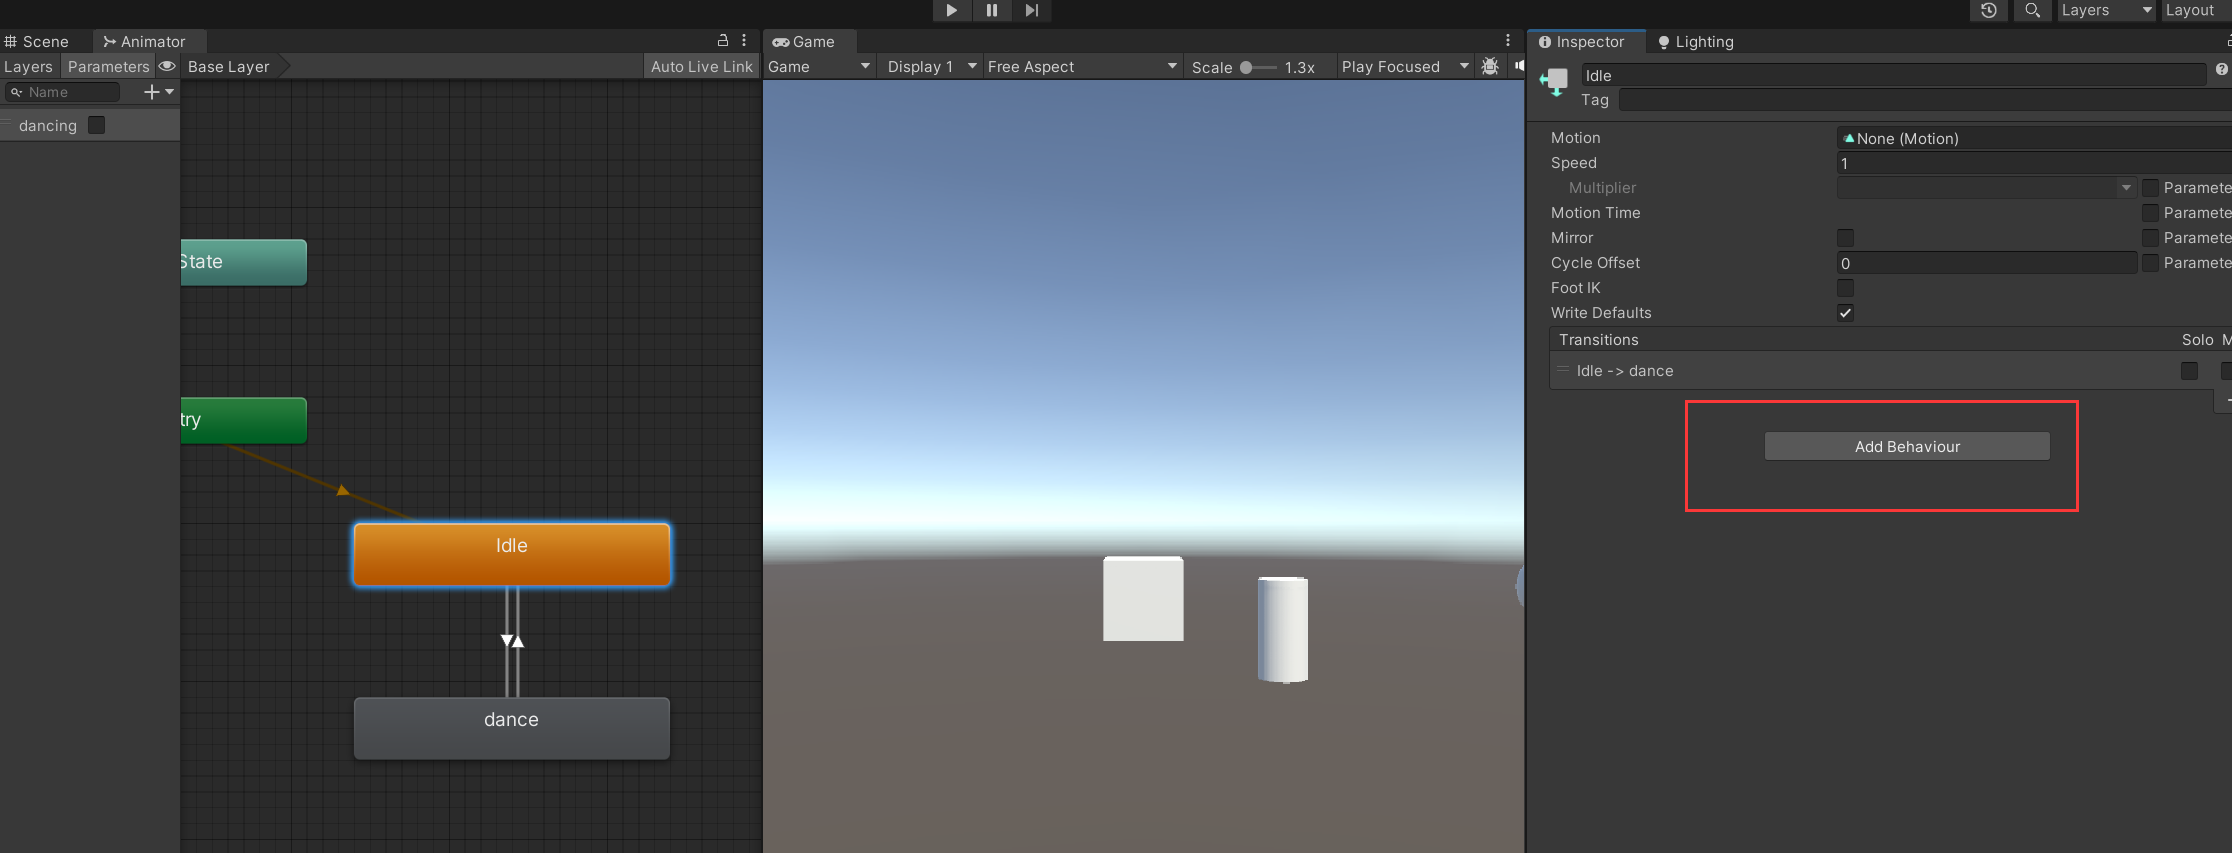 Layers
Layout
Scene
Animator
Layers
Parameters
Base Layer
Auto Live Link
Name
dancing
State
try
Idle
dance
Game
Game
Display 1
Free Aspect
Scale
1.3x
Play Focused
Inspector
Lighting
Idle
Tag
Motion
None (Motion)
Speed
1
Multiplier
Paramete
Motion Time
Paramete
Mirror
Paramete
Cycle Offset
0
Paramete
Foot IK
Write Defaults
Transitions
Solo M
Idle -> dance
Add Behaviour